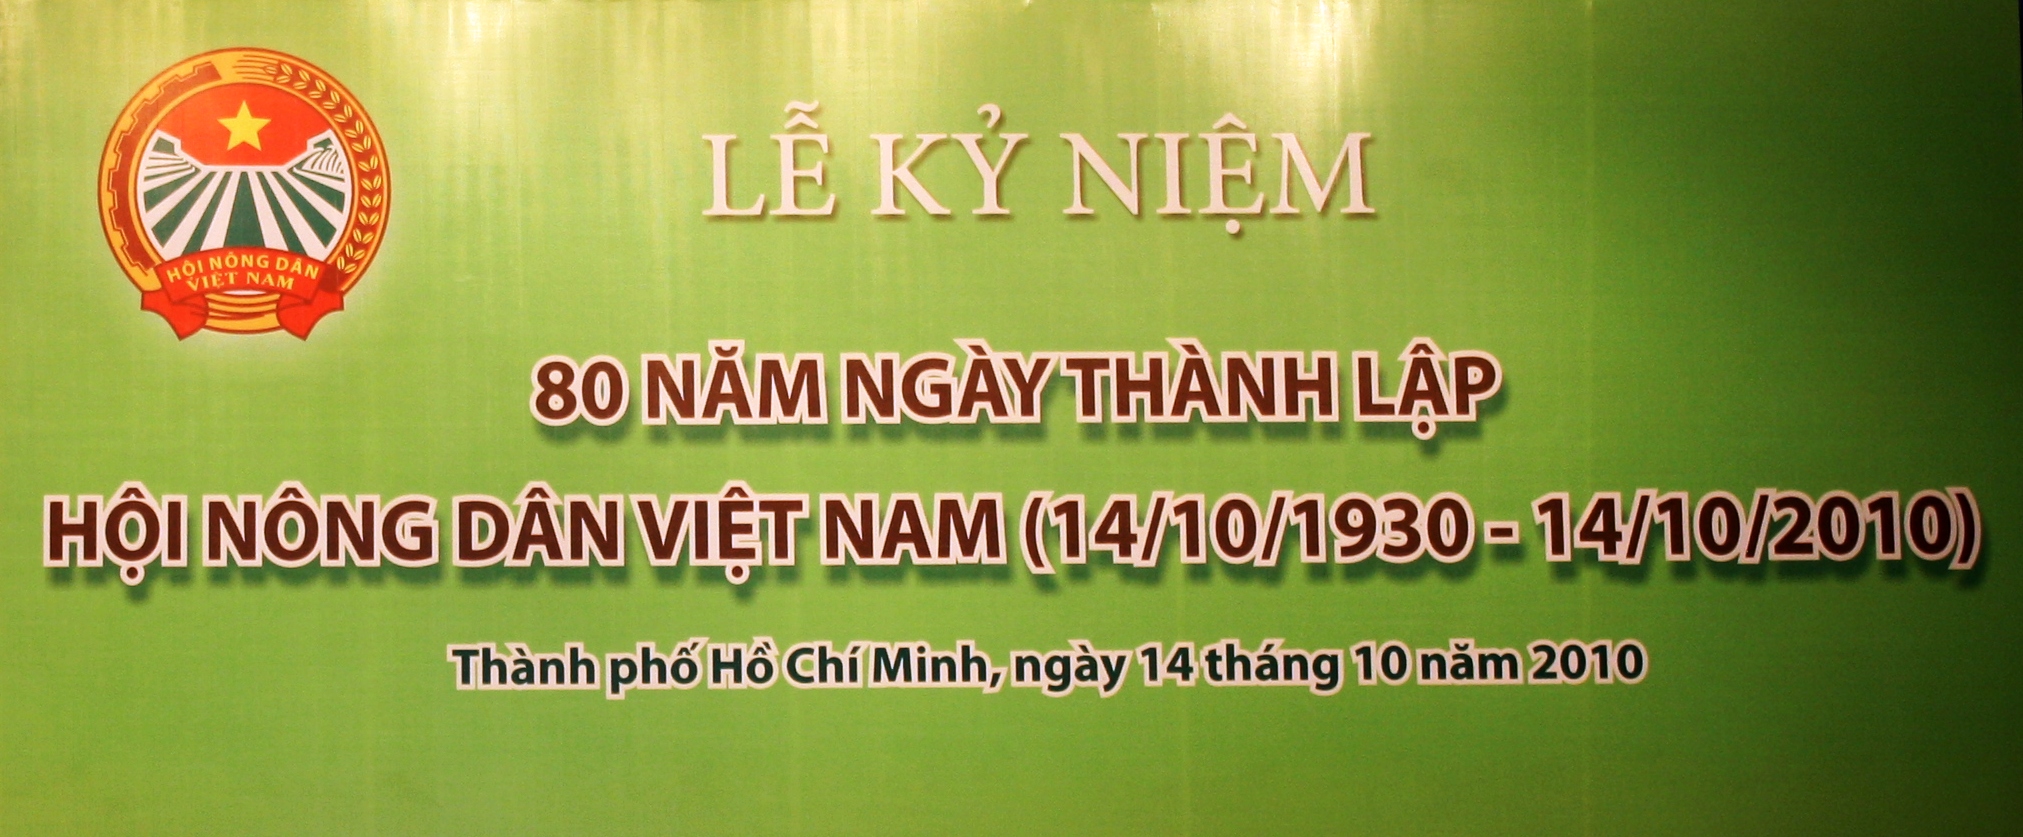 HỘI NÔNG DÂN
VIỆT NAM
LỄ KỶ NIỆM
80 NĂM NGÀY THÀNH LẬP
HỘI NÔNG DÂN VIỆT NAM (14/10/1930 - 14/10/2010)
Thành phố Hồ Chí Minh, ngày 14 tháng 10 năm 2010